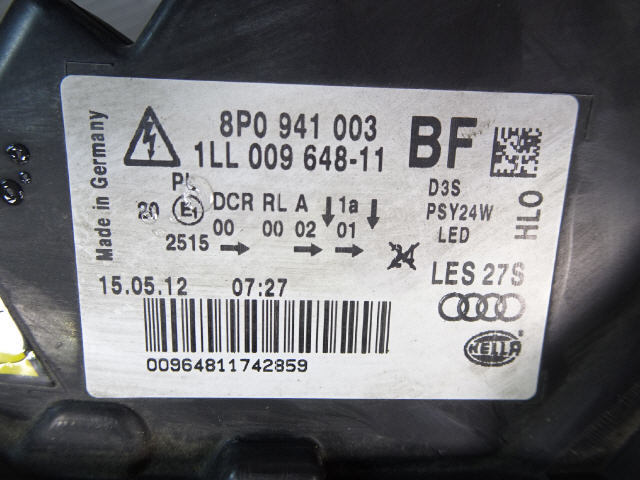 Made in Germany
8P0 941 003
1LL 009 648-11
BF
HLO
PL
20 E1 DCR RL A 1a
00 00 02 01
2515
24
D3S
PSY24W
LED
LES 27S
15.05.12 07:27
00964811742859
HELLA